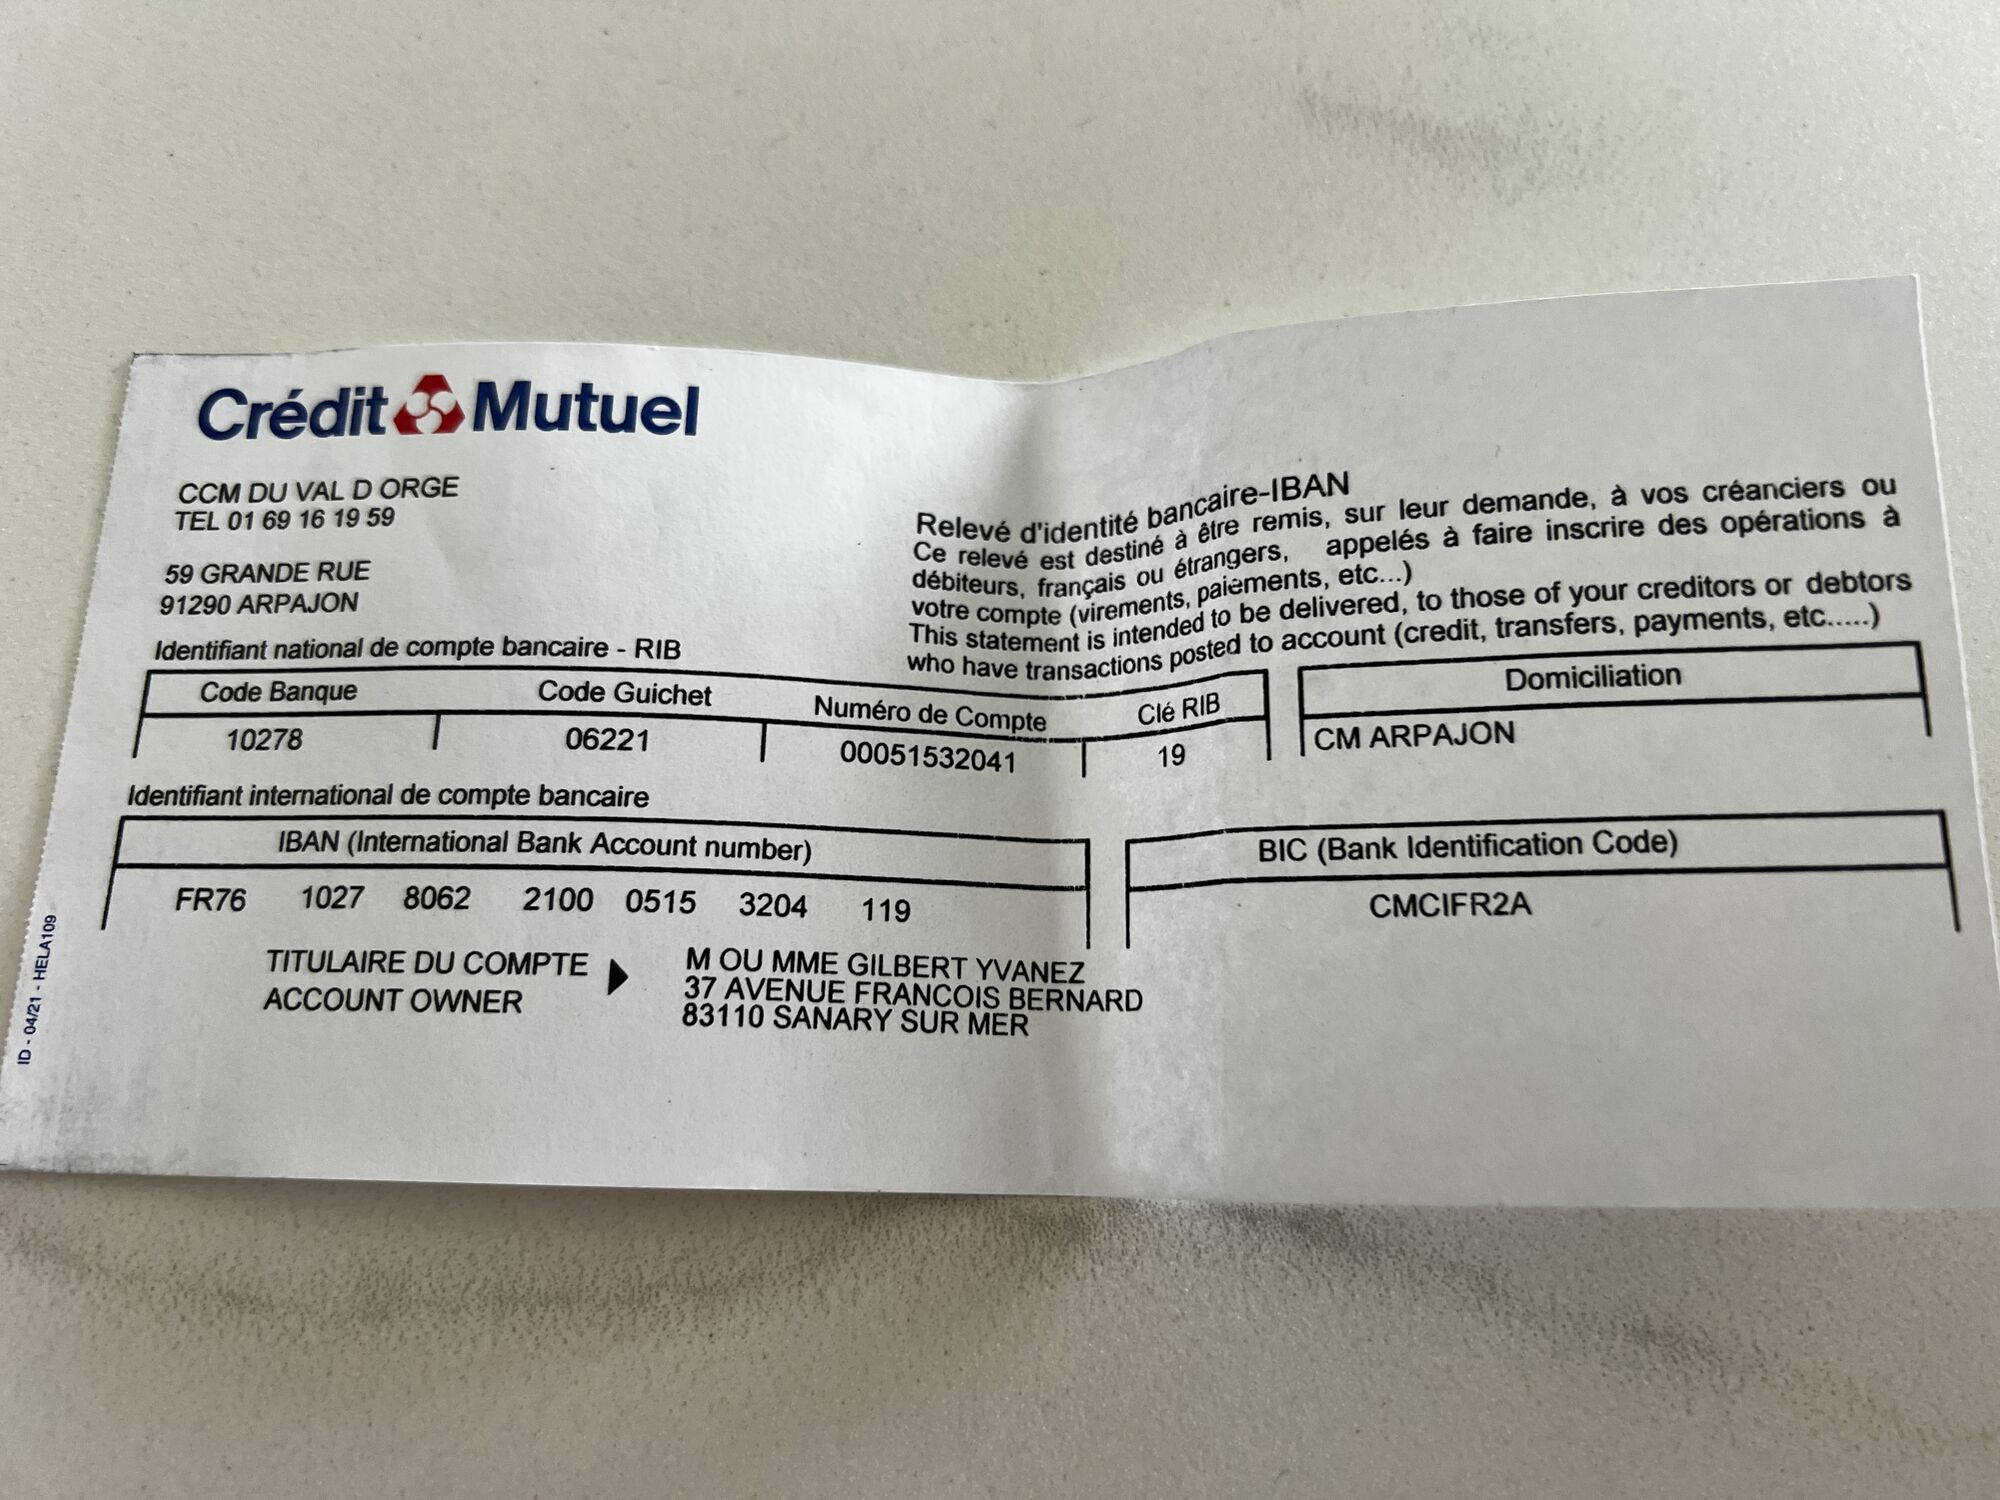 Crédit Mutuel
CCM DU VAL D ORGE
TEL 01 69 16 19 59
59 GRANDE RUE
91290 ARPAJON
Relevé d'identité bancaire-IBAN
Ce relevé est destiné à être remis, sur leur demande, à vos créanciers ou
débiteurs, français ou étrangers, appelés à faire inscrire des opérations à
votre compte (virements, paiements, etc...)
This statement is intended to be delivered, to those of your creditors or debtors
who have transactions posted to account (credit, transfers, payments, etc.....)
Identifiant national de compte bancaire - RIB
Code Banque Code Guichet Numéro de Compte Clé RIB Domiciliation
10278 06221 00051532041 19 CM ARPAJON
Identifiant international de compte bancaire
IBAN (International Bank Account number) BIC (Bank Identification Code)
FR76 1027 8062 2100 0515 3204 119 CMCIFR2A
TITULAIRE DU COMPTE M OU MME GILBERT YVANEZ
ACCOUNT OWNER 37 AVENUE FRANCOIS BERNARD
83110 SANARY SUR MER
ID - 04/21 - HELA109